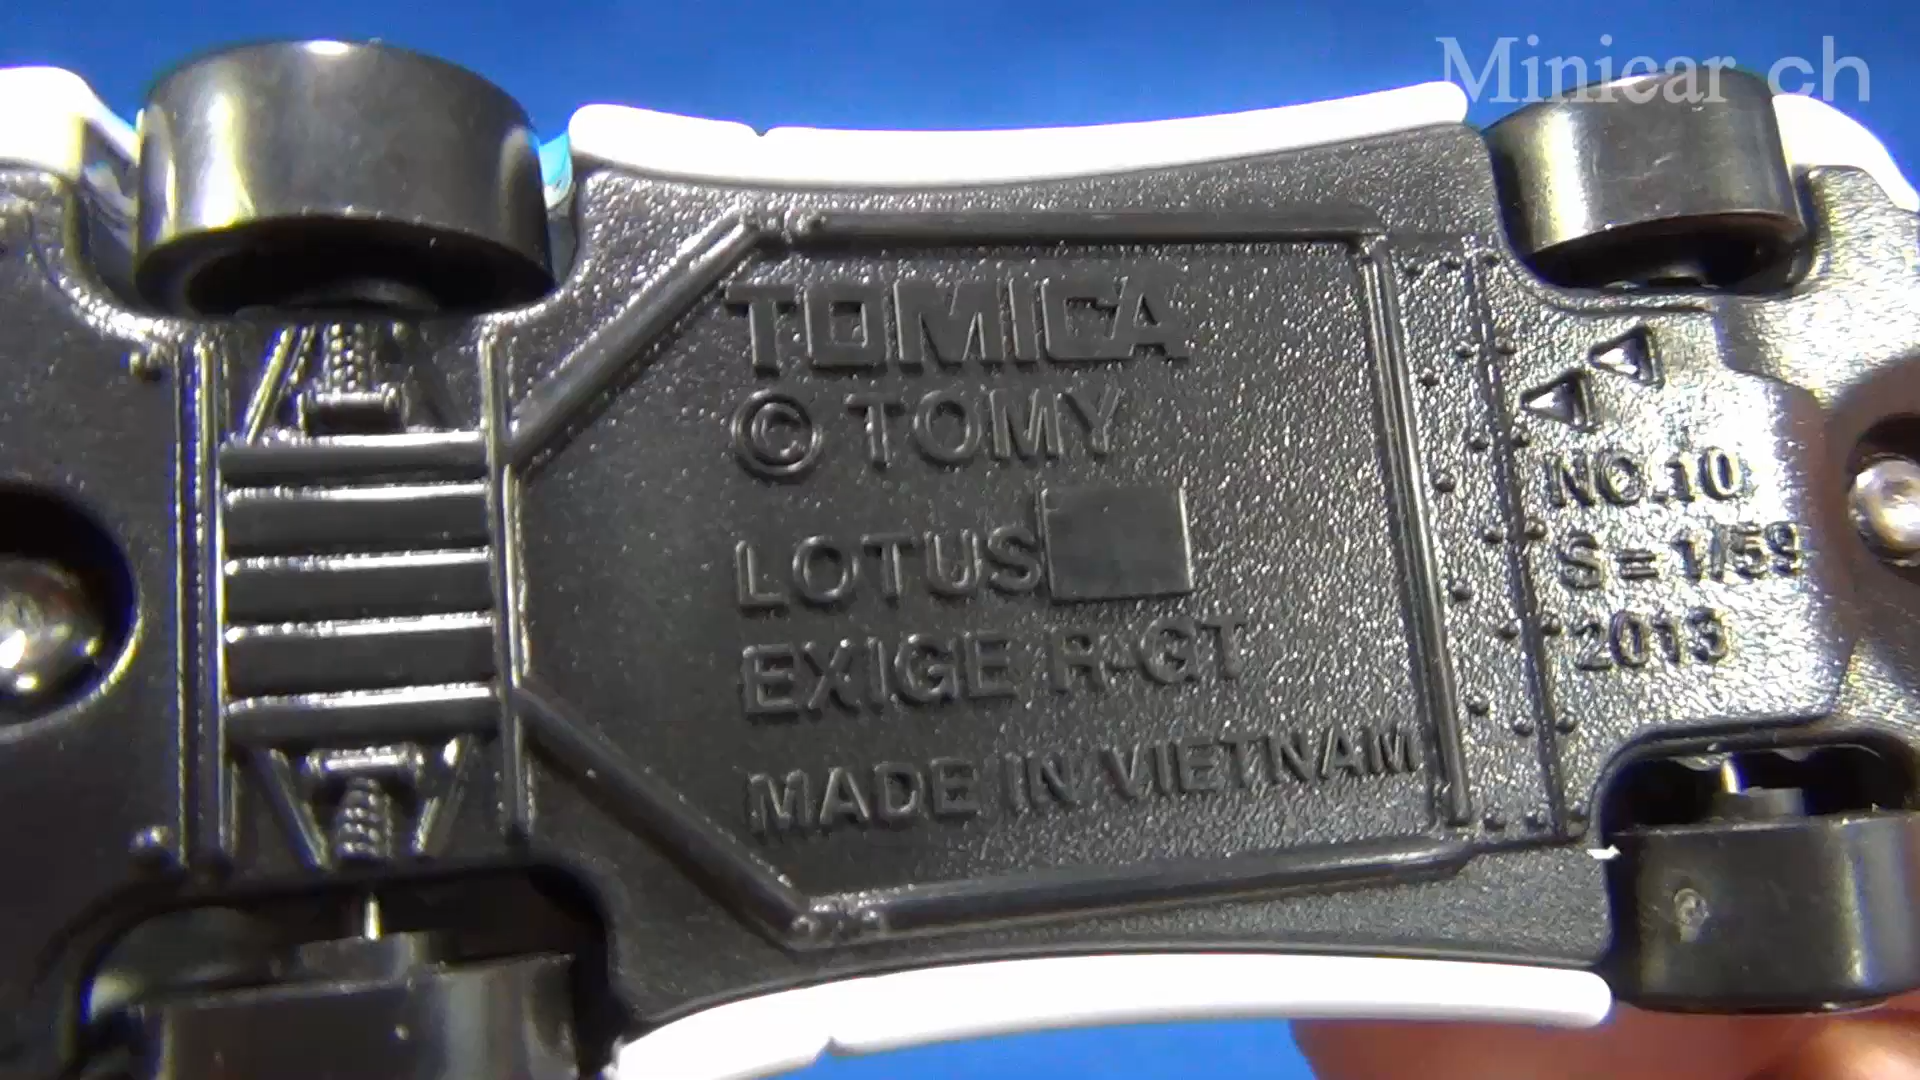 Minicar ch
TOMICA
© TOMY
LOTUS
EXIGE R-GT
MADE IN VIETNAM
NO.10
S=1/59
2013